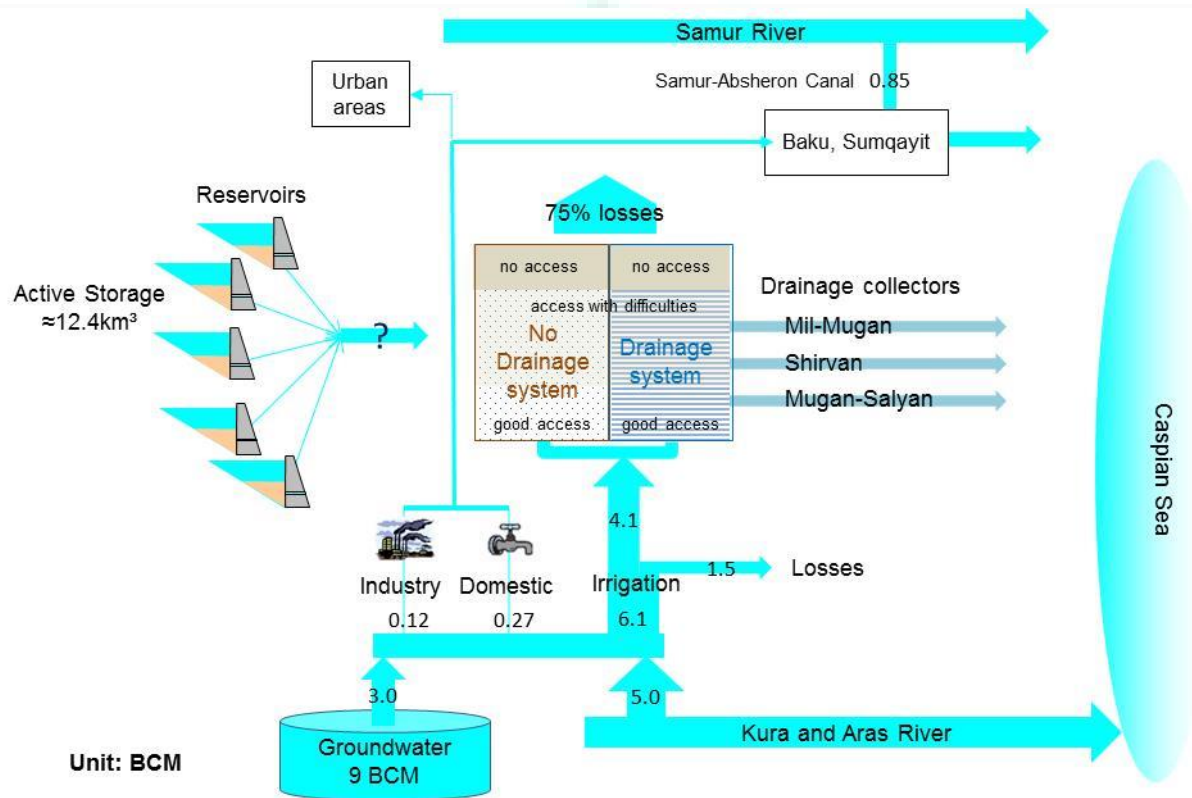 Samur River
Samur-Absheron Canal 0.85
Urban
areas
Baku, Sumqayit
Reservoirs
75% losses
Active Storage
≈12.4km³
?
no access
no access
access with difficulties
No
Drainage
system
Drainage
system
good access
good access
Drainage collectors
Mil-Mugan
Shirvan
Mugan-Salyan
Caspian Sea
4.1
Industry
Domestic
Irrigation
1.5
Losses
0.12
0.27
6.1
3.0
5.0
Groundwater
9 BCM
Kura and Aras River
Unit: BCM